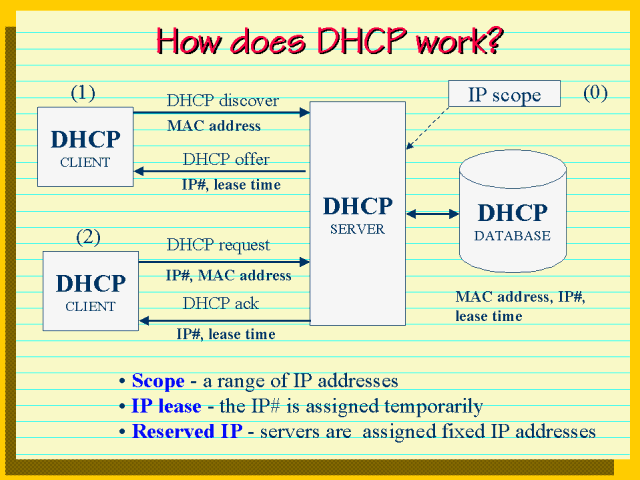 How does DHCP work?
(1)
DHCP discover
MAC address
IP scope
(0)
DHCP
CLIENT
DHCP offer
IP#, lease time
DHCP
SERVER
DHCP
DATABASE
(2)
DHCP request
IP#, MAC address
DHCP
CLIENT
DHCP ack
IP#, lease time
MAC address, IP#,
lease time
• Scope - a range of IP addresses
• IP lease - the IP# is assigned temporarily
• Reserved IP - servers are assigned fixed IP addresses